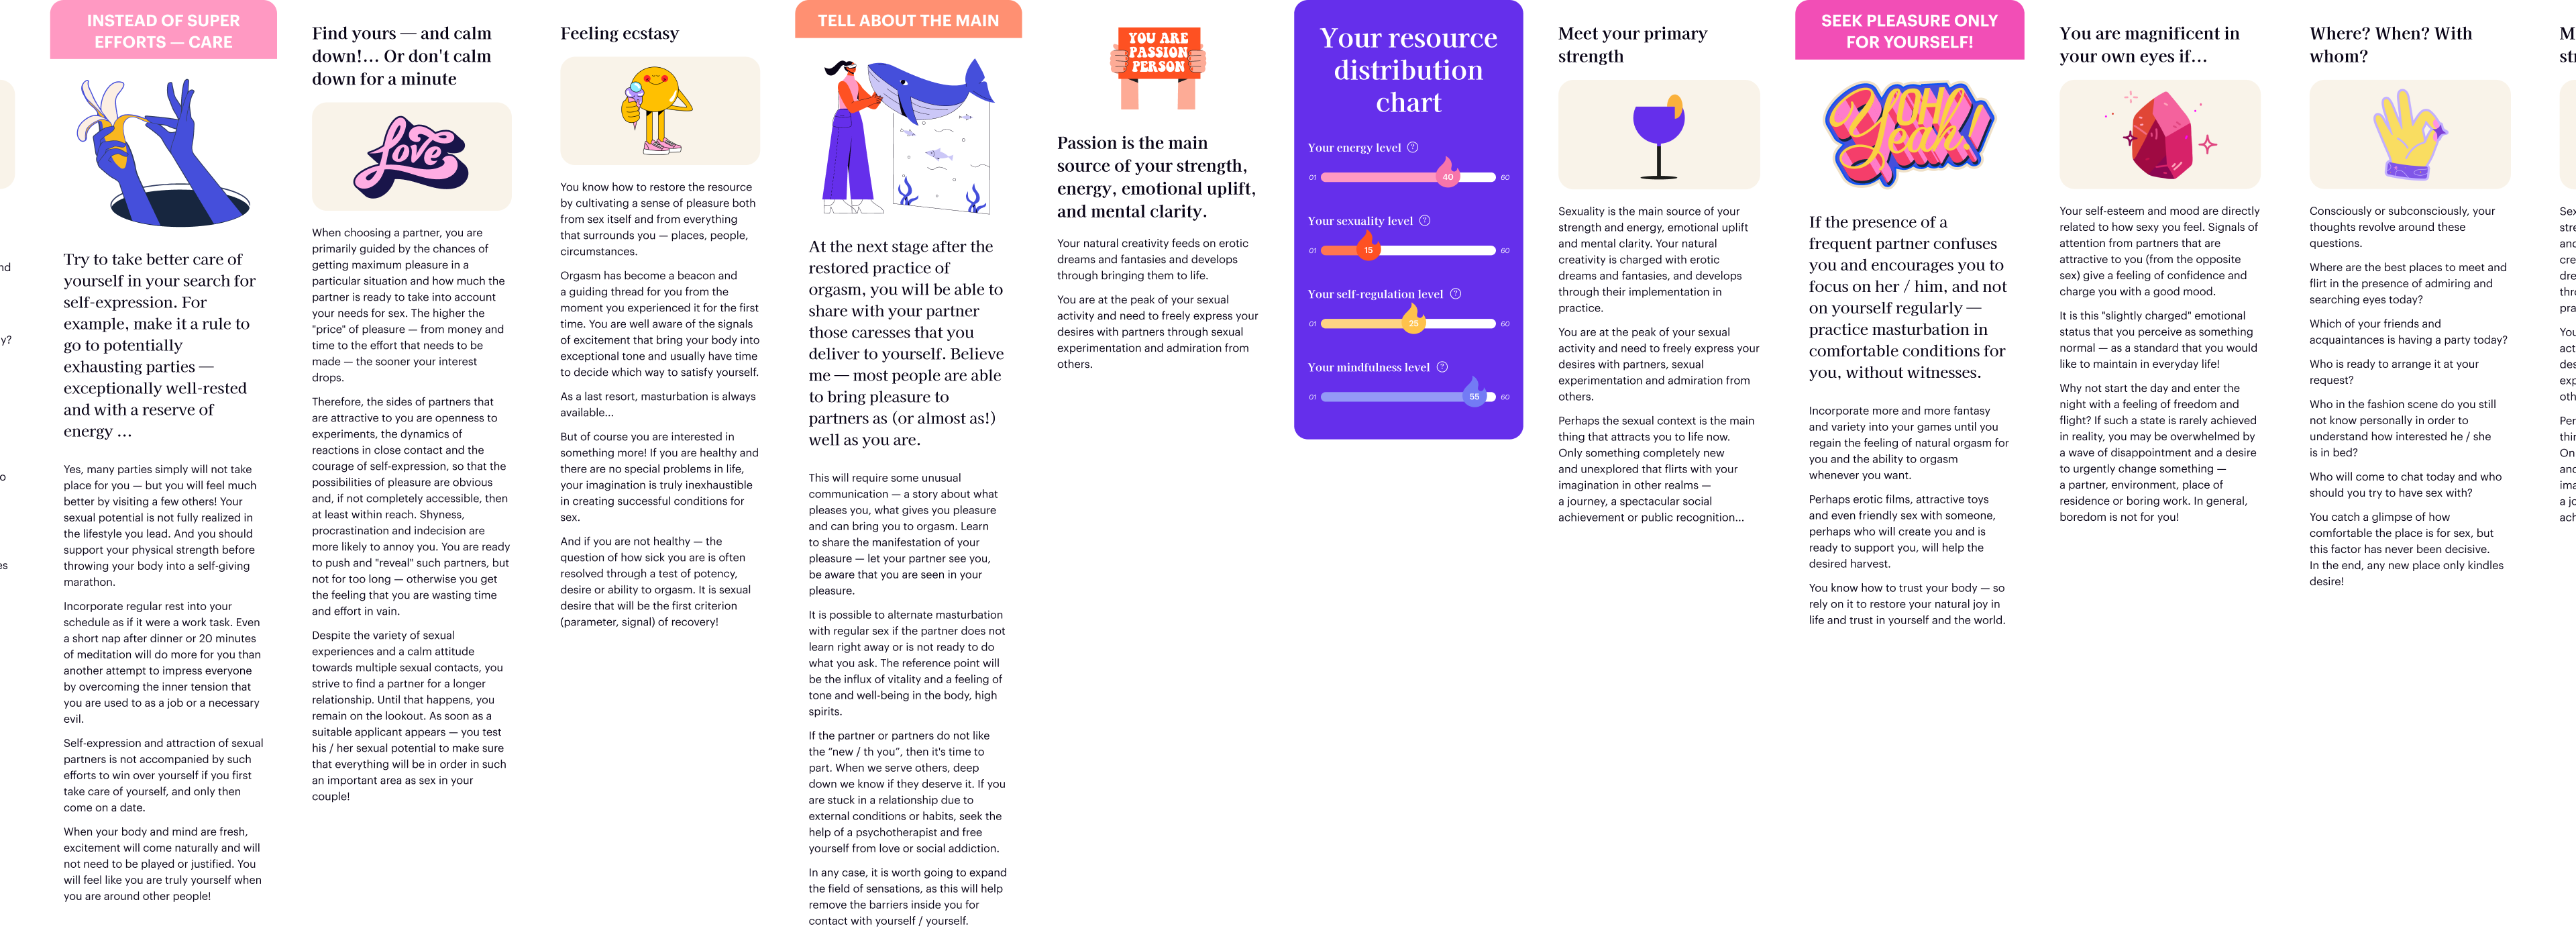 nd
y?
o
es
INSTEAD OF SUPER
EFFORTS — CARE
Try to take better care of
yourself in your search for
self-expression. For
example, make it a rule to
go to potentially
exhausting parties —
exceptionally well-rested
and with a reserve of
energy ...
Yes, many parties simply will not take
place for you — but you will feel much
better by visiting a few others! Your
sexual potential is not fully realized in
the lifestyle you lead. And you should
support your physical strength before
throwing your body into a self-giving
marathon.
Incorporate regular rest into your
schedule as if it were a work task. Even
a short nap after dinner or 20 minutes
of meditation will do more for you than
another attempt to impress everyone
by overcoming the inner tension that
you are used to as a job or a necessary
evil.
Self-expression and attraction of sexual
partners is not accompanied by such
efforts to win over yourself if you first
take care of yourself, and only then
come on a date.
When your body and mind are fresh,
excitement will come naturally and will
not need to be played or justified. You
will feel like you are truly yourself when
you are around other people!
Find yours — and calm
down!... Or don't calm
down for a minute
Love
When choosing a partner, you are
primarily guided by the chances of
getting maximum pleasure in a
particular situation and how much the
partner is ready to take into account
your needs for sex. The higher the
"price" of pleasure — from money and
time to the effort that needs to be
made — the sooner your interest
drops.
Therefore, the sides of partners that
are attractive to you are openness to
experiments, the dynamics of
reactions in close contact and the
courage of self-expression, so that the
possibilities of pleasure are obvious
and, if not completely accessible, then
at least within reach. Shyness,
procrastination and indecision are
more likely to annoy you. You are ready
to push and "reveal" such partners, but
not for too long — otherwise you get
the feeling that you are wasting time
and effort in vain.
Despite the variety of sexual
experiences and a calm attitude
towards multiple sexual contacts, you
strive to find a partner for a longer
relationship. Until that happens, you
remain on the lookout. As soon as a
suitable applicant appears — you test
his / her sexual potential to make sure
that everything will be in order in such
an important area as sex in your
couple!
Feeling ecstasy
You know how to restore the resource
by cultivating a sense of pleasure both
from sex itself and from everything
that surrounds you — places, people,
circumstances.
Orgasm has become a beacon and
a guiding thread for you from the
moment you experienced it for the first
time. You are well aware of the signals
of excitement that bring your body into
exceptional tone and usually have time
to decide which way to satisfy yourself.
As a last resort, masturbation is always
available...
But of course you are interested in
something more! If you are healthy and
there are no special problems in life,
your imagination is truly inexhaustible
in creating successful conditions for
sex.
And if you are not healthy — the
question of how sick you are is often
resolved through a test of potency,
desire or ability to orgasm. It is sexual
desire that will be the first criterion
(parameter, signal) of recovery!
TELL ABOUT THE MAIN
At the next stage after the
restored practice of
orgasm, you will be able to
share with your partner
those caresses that you
deliver to yourself. Believe
me — most people are able
to bring pleasure to
partners as (or almost as!)
well as you are.
This will require some unusual
communication — a story about what
pleases you, what gives you pleasure
and can bring you to orgasm. Learn
to share the manifestation of your
pleasure — let your partner see you,
be aware that you are seen in your
pleasure.
It is possible to alternate masturbation
with regular sex if the partner does not
learn right away or is not ready to do
what you ask. The reference point will
be the influx of vitality and a feeling of
tone and well-being in the body, high
spirits.
If the partner or partners do not like
the “new / th you”, then it's time to
part. When we serve others, deep
down we know if they deserve it. If you
are stuck in a relationship due to
external conditions or habits, seek the
help of a psychotherapist and free
yourself from love or social addiction.
In any case, it is worth going to expand
the field of sensations, as this will help
remove the barriers inside you for
contact with yourself / yourself.
YOU ARE
PASSION
PERSON
Passion is the main
source of your strength,
energy, emotional uplift,
and mental clarity.
Your natural creativity feeds on erotic
dreams and fantasies and develops
through bringing them to life.
You are at the peak of your sexual
activity and need to freely express your
desires with partners through sexual
experimentation and admiration from
others.
Your resource
distribution
chart
Your energy level ?
01 40 60
Your sexuality level ?
01 15 60
Your self-regulation level ?
01 25 60
Your mindfulness level ?
01 55 60
Meet your primary
strength
Sexuality is the main source of your
strength and energy, emotional uplift
and mental clarity. Your natural
creativity is charged with erotic
dreams and fantasies, and develops
through their implementation in
practice.
You are at the peak of your sexual
activity and need to freely express your
desires with partners, sexual
experimentation and admiration from
others.
Perhaps the sexual context is the main
thing that attracts you to life now.
Only something completely new
and unexplored that flirts with your
imagination in other realms —
a journey, a spectacular social
achievement or public recognition...
SEEK PLEASURE ONLY
FOR YOURSELF!
OH!
Yeah!
If the presence of a
frequent partner confuses
you and encourages you to
focus on her / him, and not
on yourself regularly —
practice masturbation in
comfortable conditions for
you, without witnesses.
Incorporate more and more fantasy
and variety into your games until you
regain the feeling of natural orgasm for
you and the ability to orgasm
whenever you want.
Perhaps erotic films, attractive toys
and even friendly sex with someone,
perhaps who will create you and is
ready to support you, will help the
desired harvest.
You know how to trust your body — so
rely on it to restore your natural joy in
life and trust in yourself and the world.
You are magnificent in
your own eyes if...
Your self-esteem and mood are directly
related to how sexy you feel. Signals of
attention from partners that are
attractive to you (from the opposite
sex) give a feeling of confidence and
charge you with a good mood.
It is this "slightly charged" emotional
status that you perceive as something
normal — as a standard that you would
like to maintain in everyday life!
Why not start the day and enter the
night with a feeling of freedom and
flight? If such a state is rarely achieved
in reality, you may be overwhelmed by
a wave of disappointment and a desire
to urgently change something —
a partner, environment, place of
residence or boring work. In general,
boredom is not for you!
Where? When? With
whom?
Consciously or subconsciously, your
thoughts revolve around these
questions.
Where are the best places to meet and
flirt in the presence of admiring and
searching eyes today?
Which of your friends and
acquaintances is having a party today?
Who is ready to arrange it at your
request?
Who in the fashion scene do you still
not know personally in order to
understand how interested he / she
is in bed?
Who will come to chat today and who
should you try to have sex with?
You catch a glimpse of how
comfortable the place is for sex, but
this factor has never been decisive.
In the end, any new place only kindles
desire!